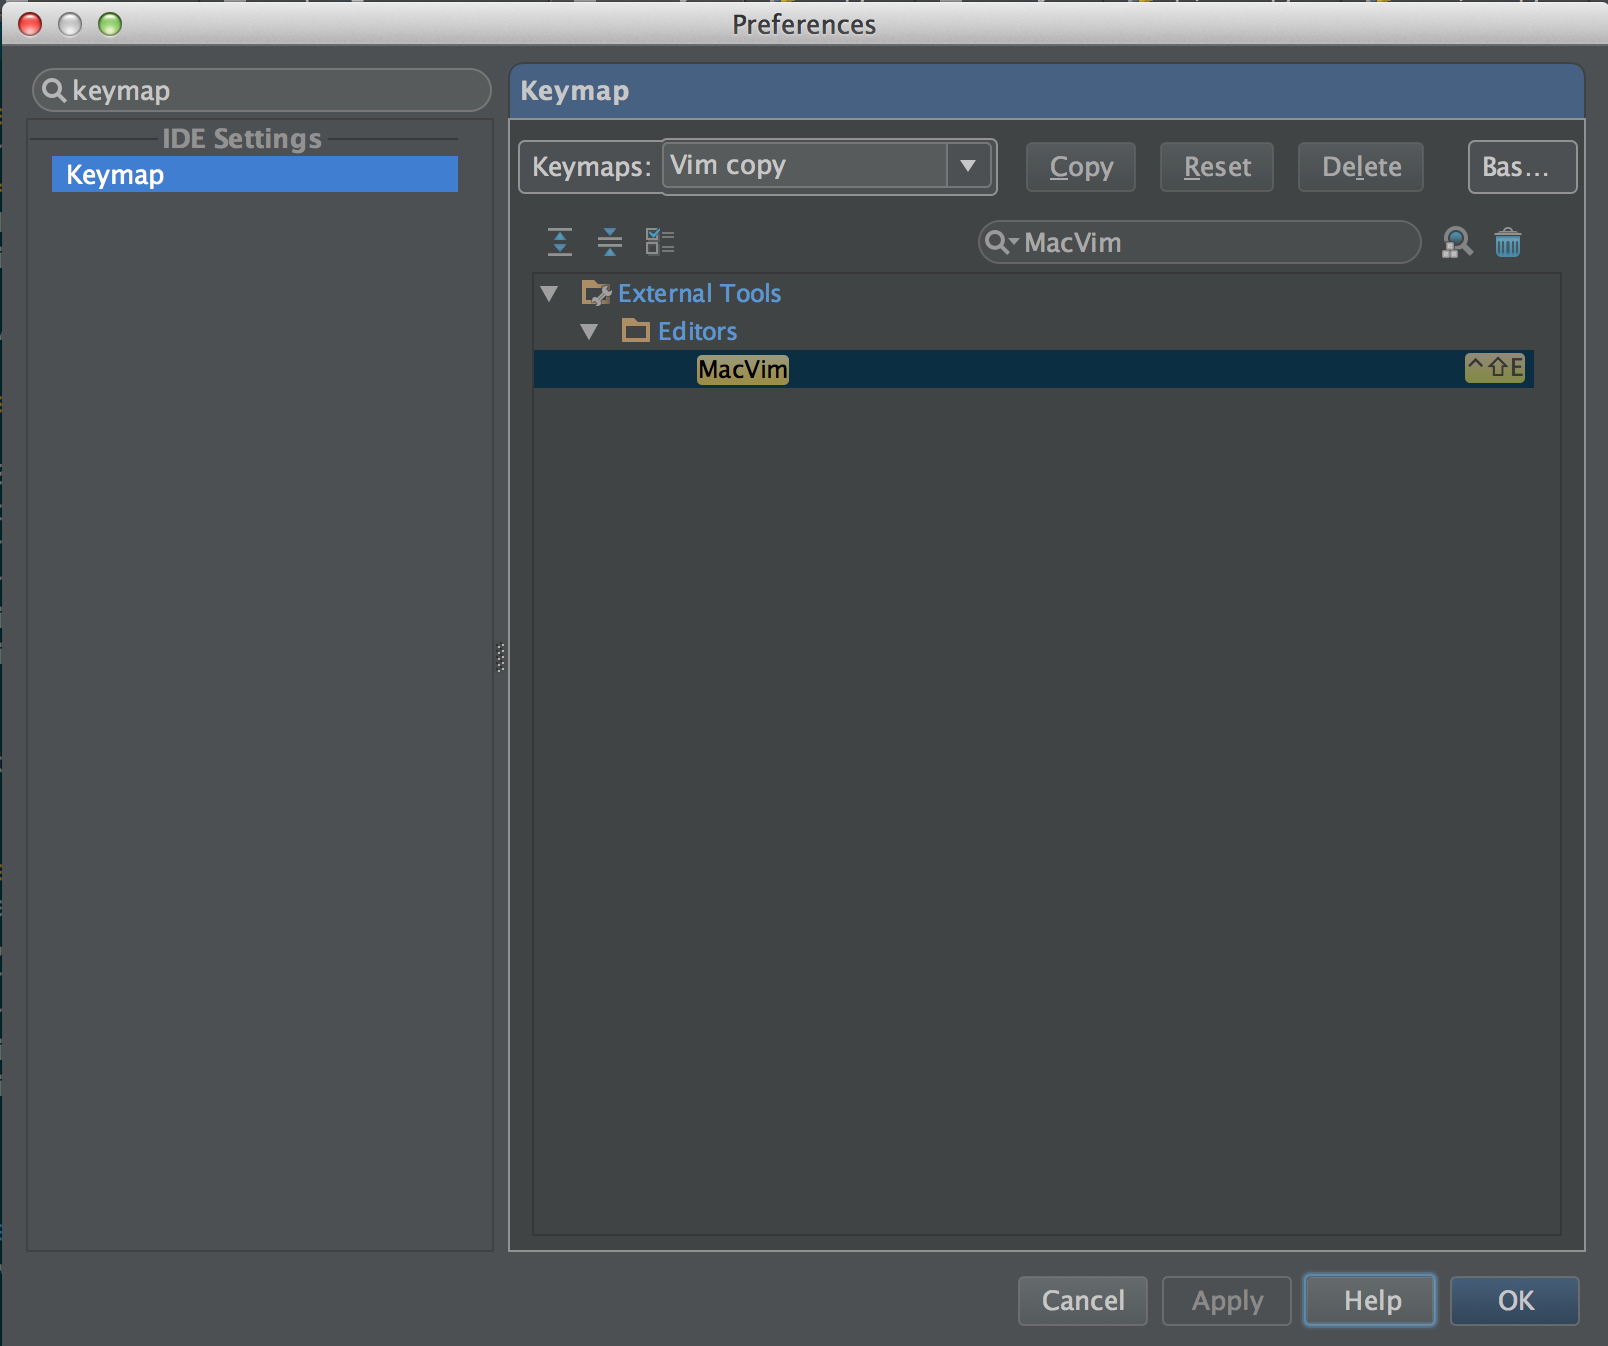 Preferences
keymap
IDE Settings
Keymap
Keymap
Keymaps: Vim copy Copy Reset Delete Bas...
MacVim
External Tools
Editors
MacVim ^⇧E
Cancel Apply Help OK